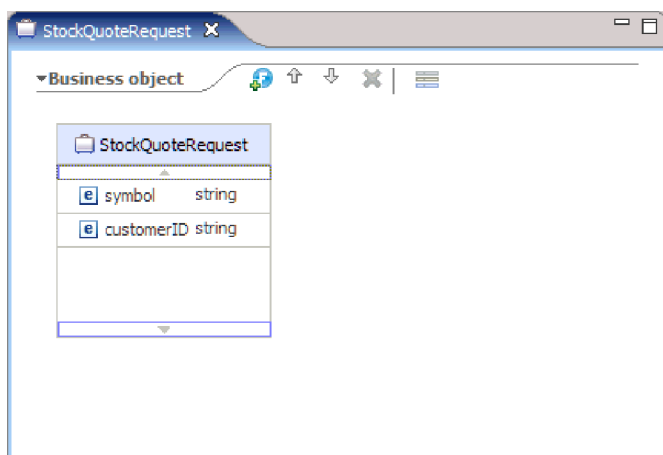 StockQuoteRequest
Business object
StockQuoteRequest
e symbol string
e customerID string